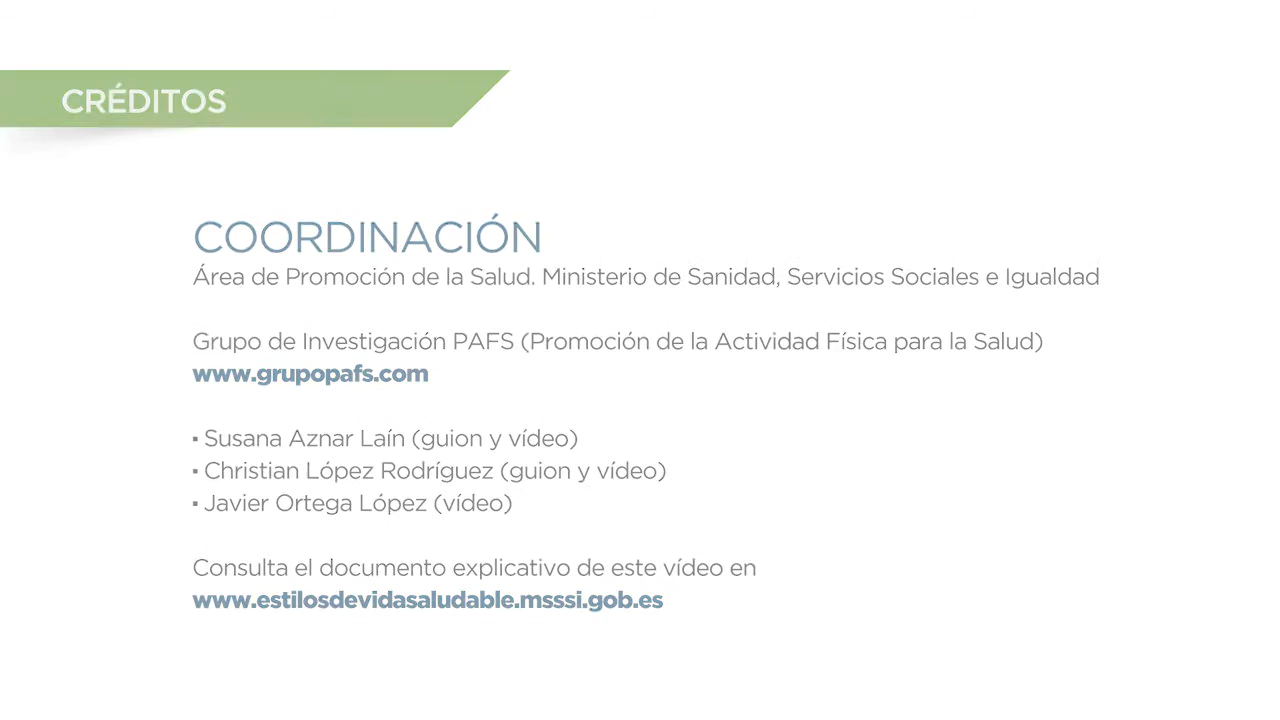 CRÉDITOS
COORDINACIÓN
Área de Promoción de la Salud. Ministerio de Sanidad, Servicios Sociales e Igualdad
Grupo de Investigación PAFS (Promoción de la Actividad Física para la Salud)
www.grupopafs.com
▪ Susana Aznar Laín (guion y vídeo)
▪ Christian López Rodríguez (guion y vídeo)
▪ Javier Ortega López (vídeo)
Consulta el documento explicativo de este vídeo en
www.estilosdevidasaludable.msssi.gob.es